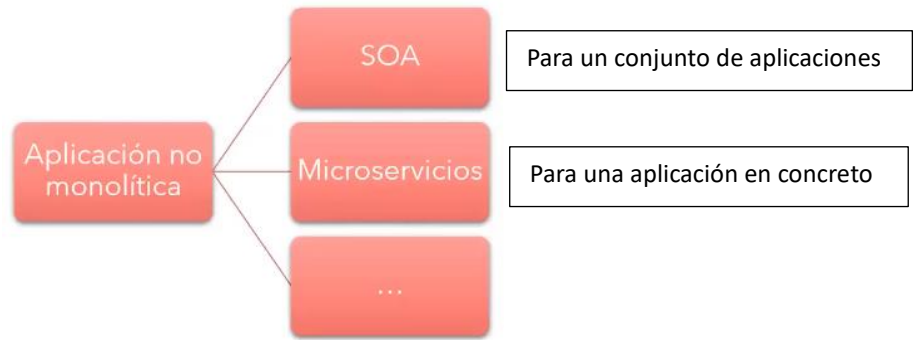 SOA
Para un conjunto de aplicaciones
Aplicación no
monolítica
Microservicios
Para una aplicación en concreto
...